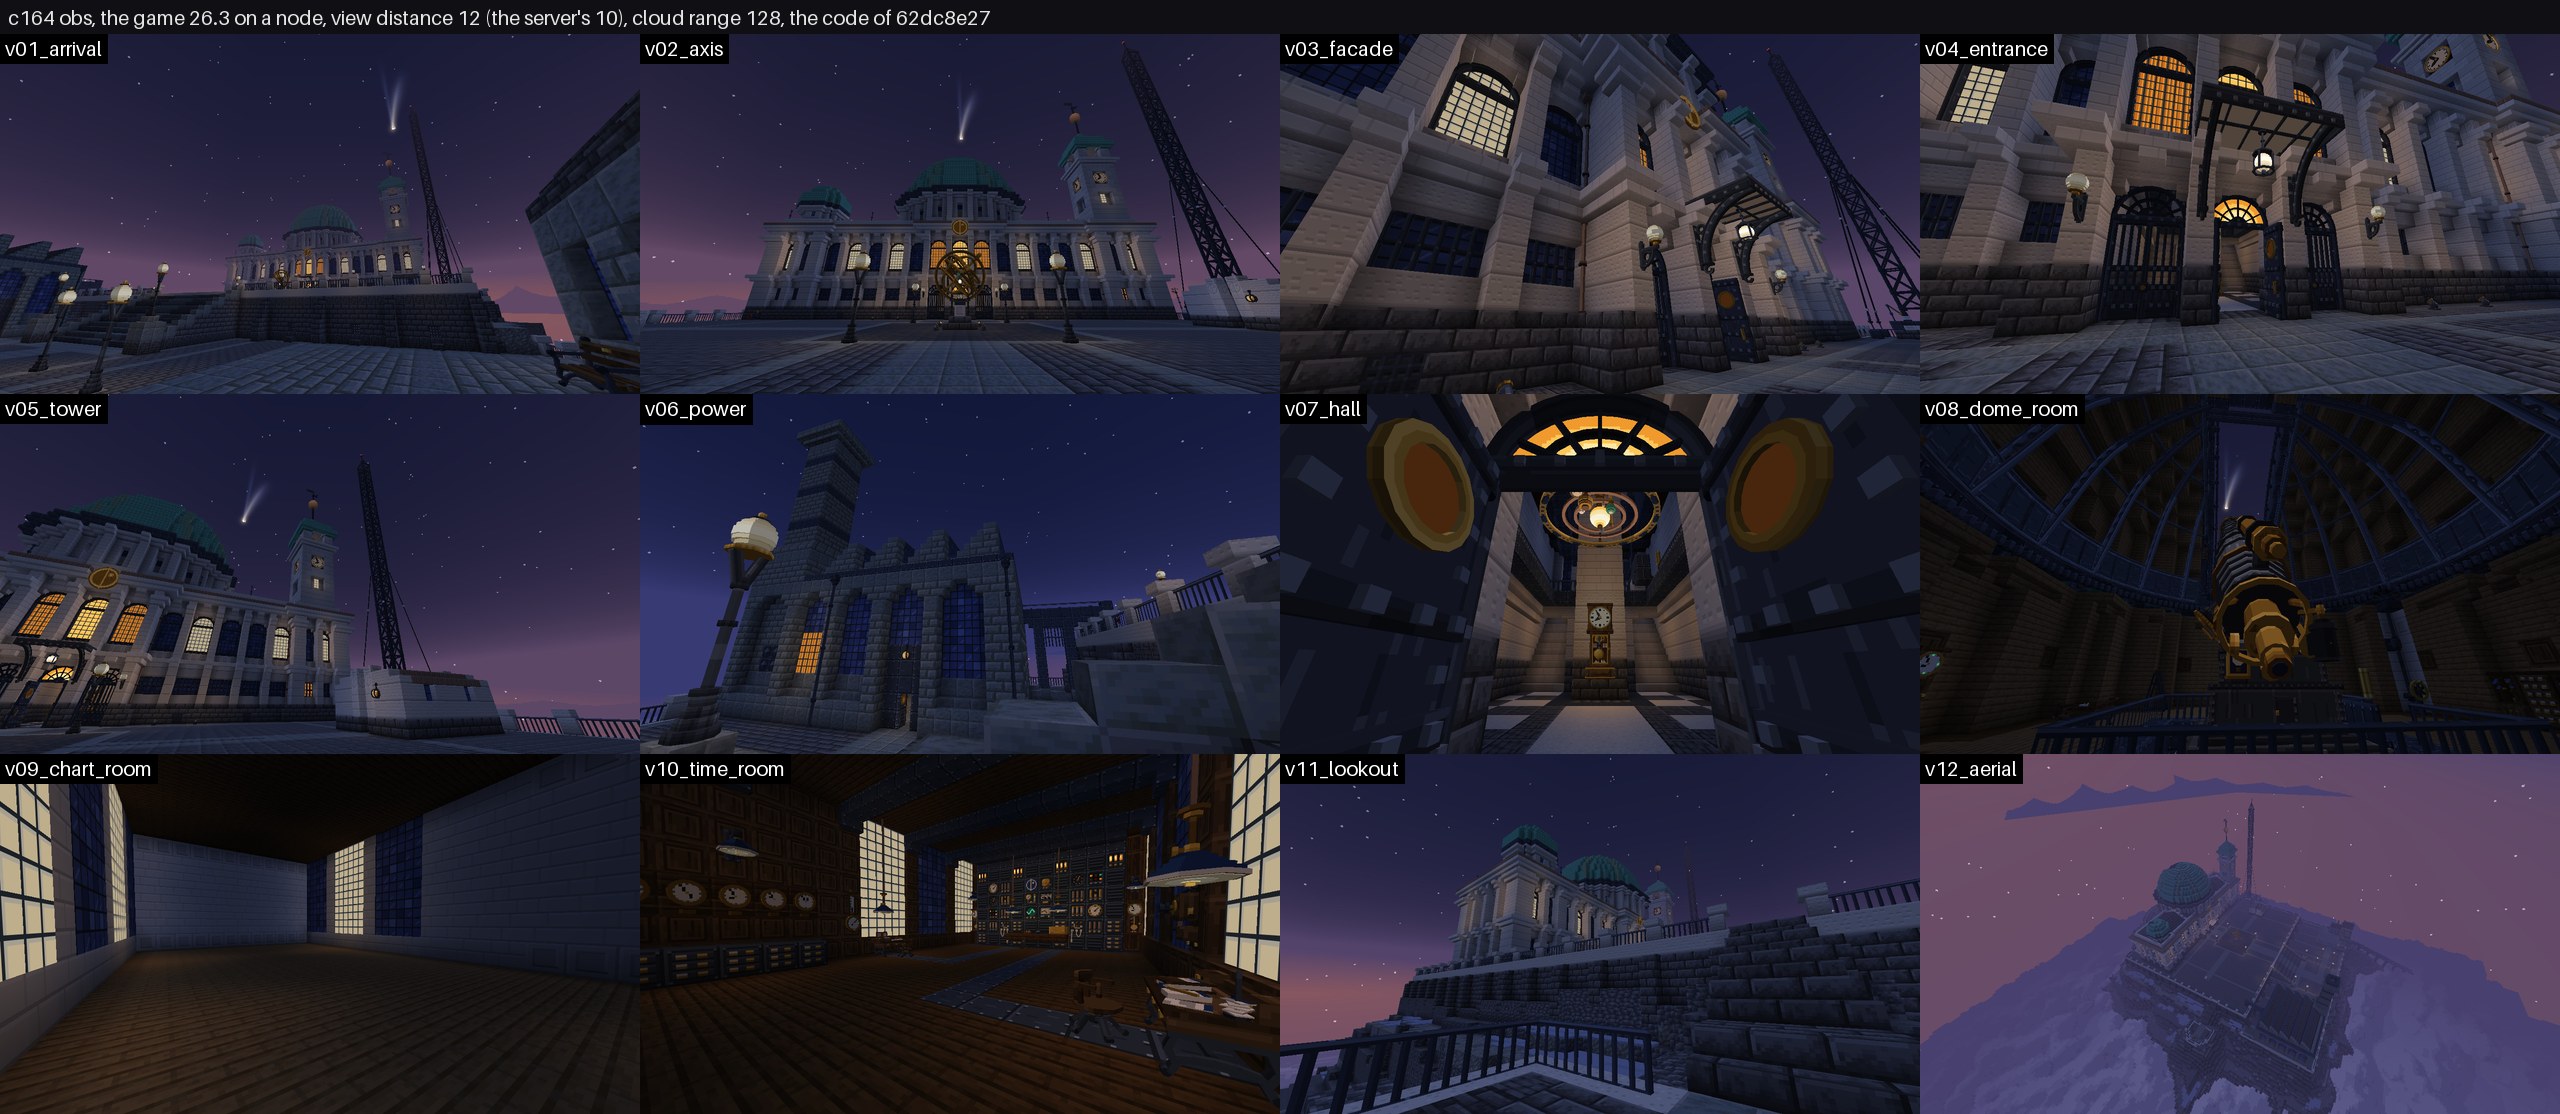 c164 obs, the game 26.3 on a node, view distance 12 (the server's 10), cloud range 128, the code of 62dc8e27
v01_arrival
v02_axis
v03_facade
v04_entrance
v05_tower
v06_power
v07_hall
v08_dome_room
v09_chart_room
v10_time_room
v11_lookout
v12_aerial